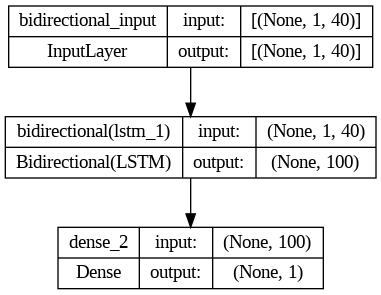 bidirectional_input input: [(None, 1, 40)]
InputLayer output: [(None, 1, 40)]
bidirectional(lstm_1) input: (None, 1, 40)
Bidirectional(LSTM) output: (None, 100)
dense_2 input: (None, 100)
Dense output: (None, 1)